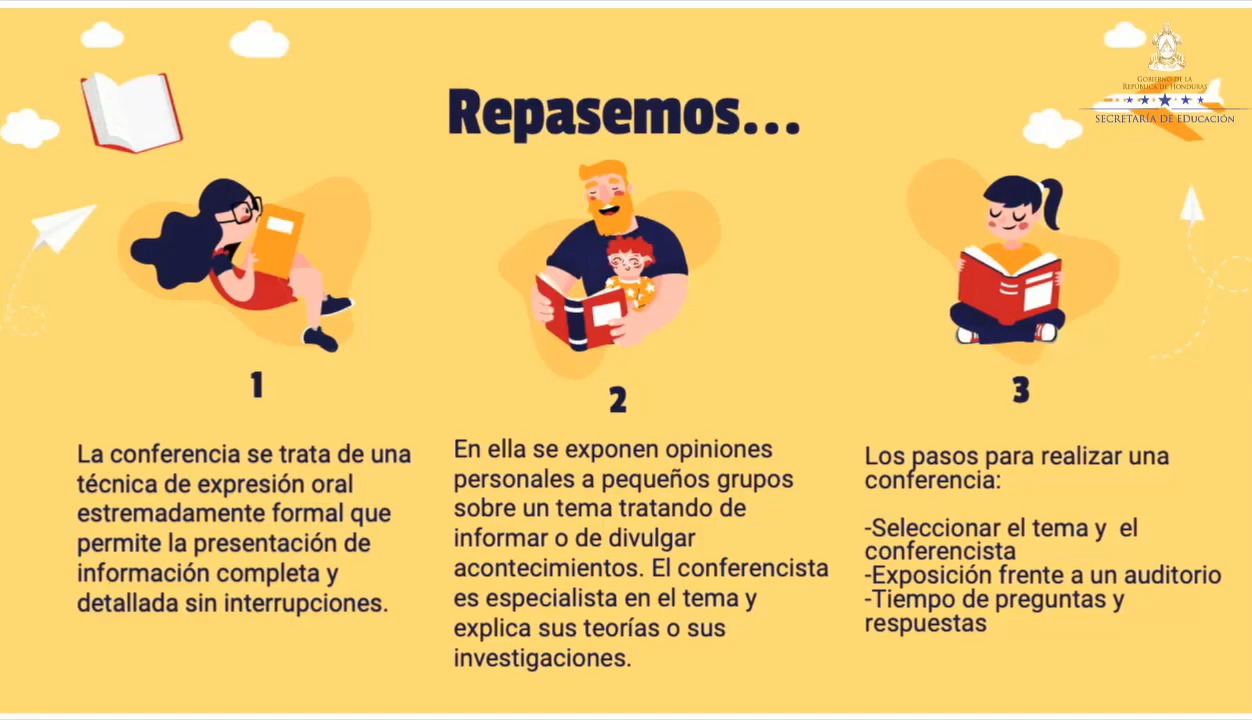 GOBIERNO DE LA
REPÚBLICA DE HONDURAS
SECRETARÍA DE EDUCACIÓN
Repasemos...
1
La conferencia se trata de una
técnica de expresión oral
estremadamente formal que
permite la presentación de
información completa y
detallada sin interrupciones.
2
En ella se exponen opiniones
personales a pequeños grupos
sobre un tema tratando de
informar o de divulgar
acontecimientos. El conferencista
es especialista en el tema y
explica sus teorías o sus
investigaciones.
3
Los pasos para realizar una
conferencia:
-Seleccionar el tema y  el
conferencista
-Exposición frente a un auditorio
-Tiempo de preguntas y
respuestas